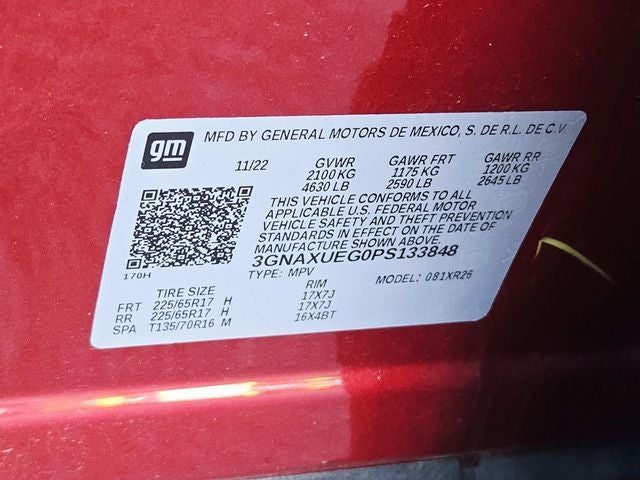 gm
MFD BY GENERAL MOTORS DE MEXICO, S. DE R.L. DE C.V
11/22 GVWR GAWR FRT GAWR RR
2100 KG 1175 KG 1200 KG
4630 LB 2590 LB 2645 LB
THIS VEHICLE CONFORMS TO ALL
APPLICABLE U.S. FEDERAL MOTOR
VEHICLE SAFETY AND THEFT PREVENTION
STANDARDS IN EFFECT ON THE DATE OF
MANUFACTURE SHOWN ABOVE.
3GNAXUEG0PS133848
170H
TYPE: MPV MODEL: 081XR26
TIRE SIZE RIM
FRT 225/65R17 H 17X7J
RR 225/65R17 H 17X7J
SPA T135/70R16 M 16X4BT